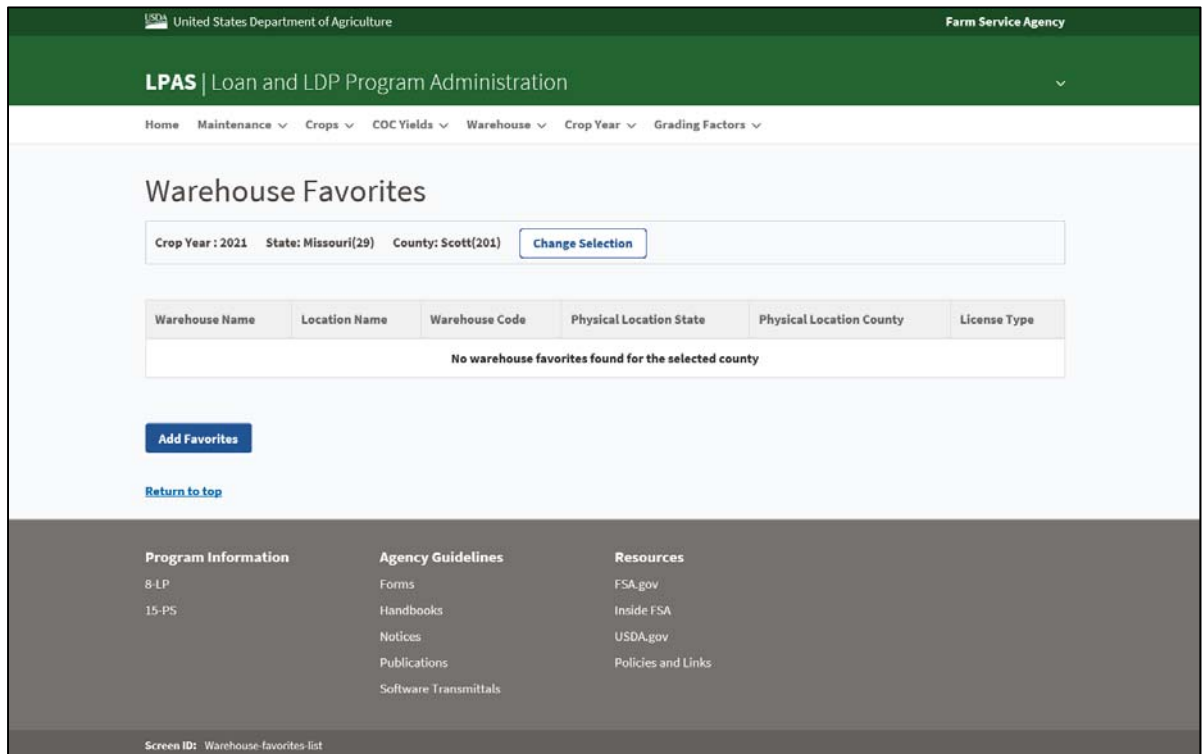 USDA United States Department of Agriculture Farm Service Agency
LPAS | Loan and LDP Program Administration
Home Maintenance Crops COC Yields Warehouse Crop Year Grading Factors
Warehouse Favorites
Crop Year : 2021 State: Missouri(29) County: Scott(201) Change Selection
Warehouse Name Location Name Warehouse Code Physical Location State Physical Location County License Type
No warehouse favorites found for the selected county
Add Favorites
Return to top
Program Information Agency Guidelines Resources
8-LP Forms FSA.gov
15-PS Handbooks Inside FSA
Notices USDA.gov
Publications Policies and Links
Software Transmittals
Screen ID: Warehouse-favorites-list